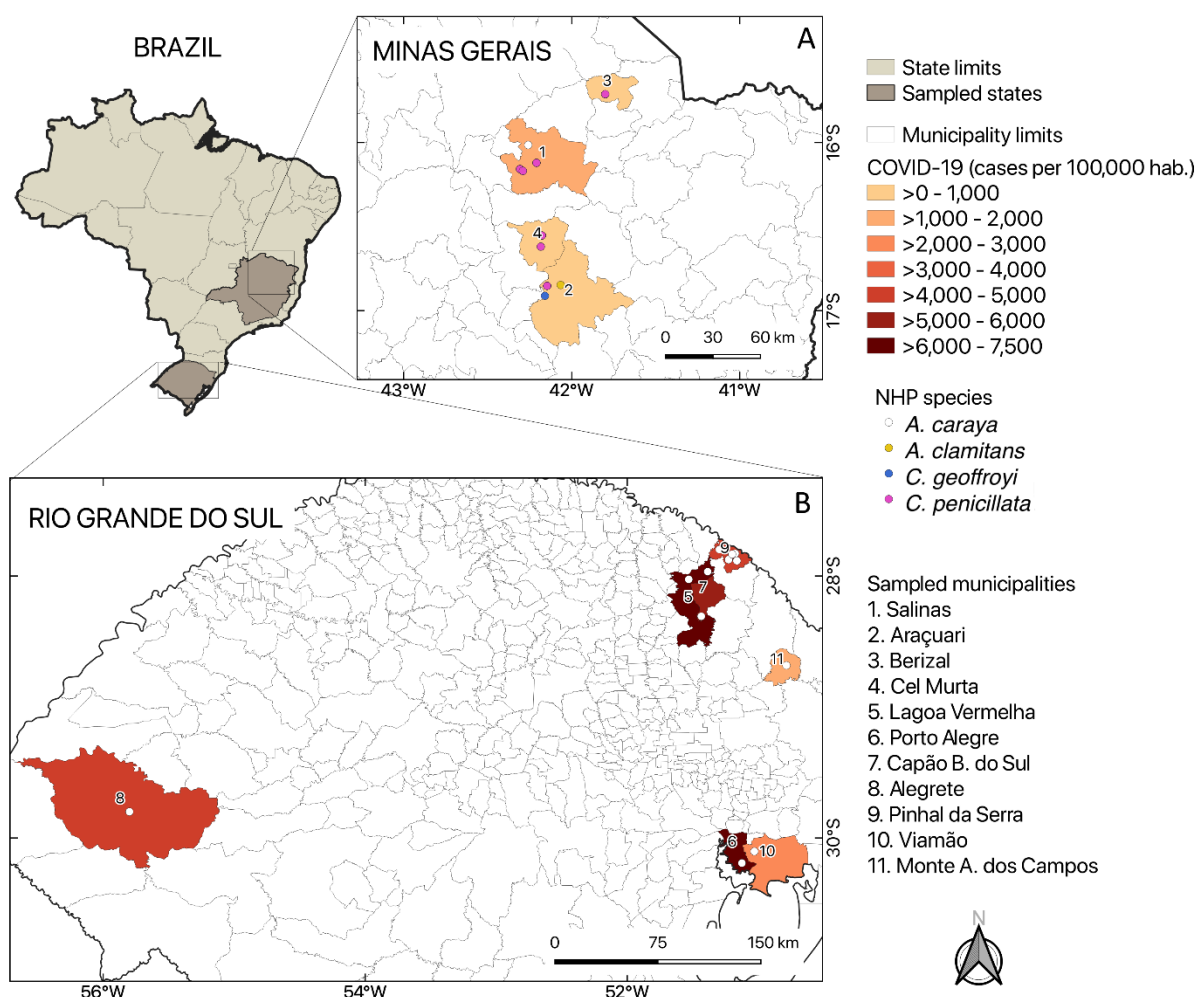 BRAZIL
MINAS GERAIS
A
3
1
4
2
0 30 60 km
16°S
17°S
43°W
42°W
41°W
State limits
Sampled states
Municipality limits
COVID-19 (cases per 100,000 hab.)
>0 - 1,000
>1,000 - 2,000
>2,000 - 3,000
>3,000 - 4,000
>4,000 - 5,000
>5,000 - 6,000
>6,000 - 7,500
NHP species
A. caraya
A. clamitans
C. geoffroyi
C. penicillata
RIO GRANDE DO SUL
B
9
7
5
11
8
6
10
28°S
30°S
0 75 150 km
56°W
54°W
52°W
Sampled municipalities
1. Salinas
2. Araçuari
3. Berizal
4. Cel Murta
5. Lagoa Vermelha
6. Porto Alegre
7. Capão B. do Sul
8. Alegrete
9. Pinhal da Serra
10. Viamão
11. Monte A. dos Campos
N